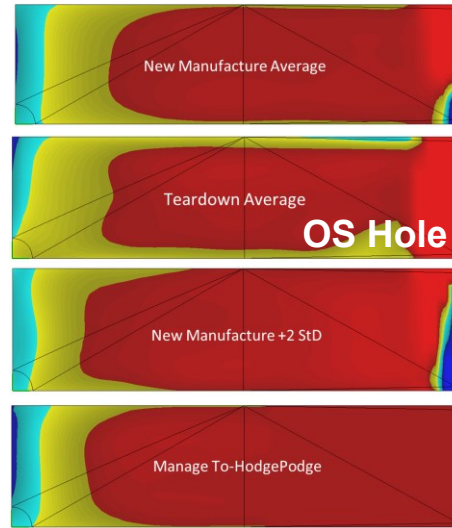 New Manufacture Average
Teardown Average
OS Hole
New Manufacture +2 StD
Manage To-HodgePodge